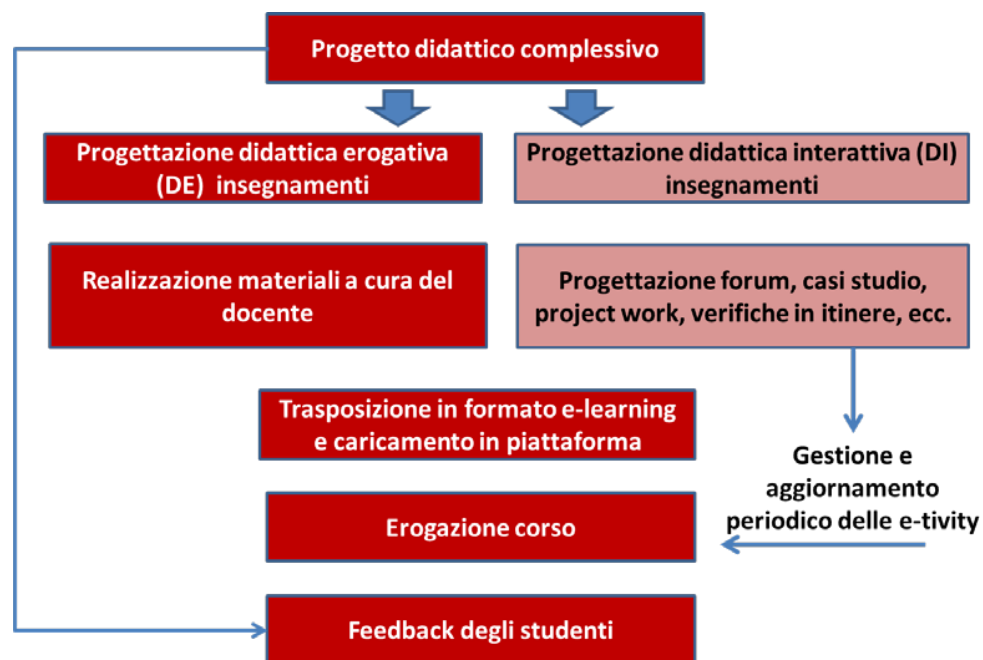 Progetto didattico complessivo
Progettazione didattica erogativa
(DE) insegnamenti
Progettazione didattica interattiva (DI)
insegnamenti
Realizzazione materiali a cura del
docente
Progettazione forum, casi studio,
project work, verifiche in itinere, ecc.
Trasposizione in formato e-learning
e caricamento in piattaforma
Gestione e
aggiornamento
periodico delle e-tivity
Erogazione corso
Feedback degli studenti